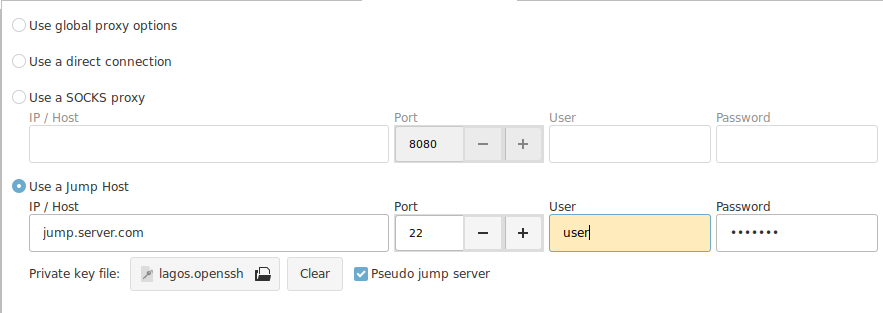 Use global proxy options
Use a direct connection
Use a SOCKS proxy
IP / Host Port User Password
8080 − +
Use a Jump Host
IP / Host Port User Password
jump.server.com 22 − + user •••••••
Private key file: lagos.openssh Clear Pseudo jump server